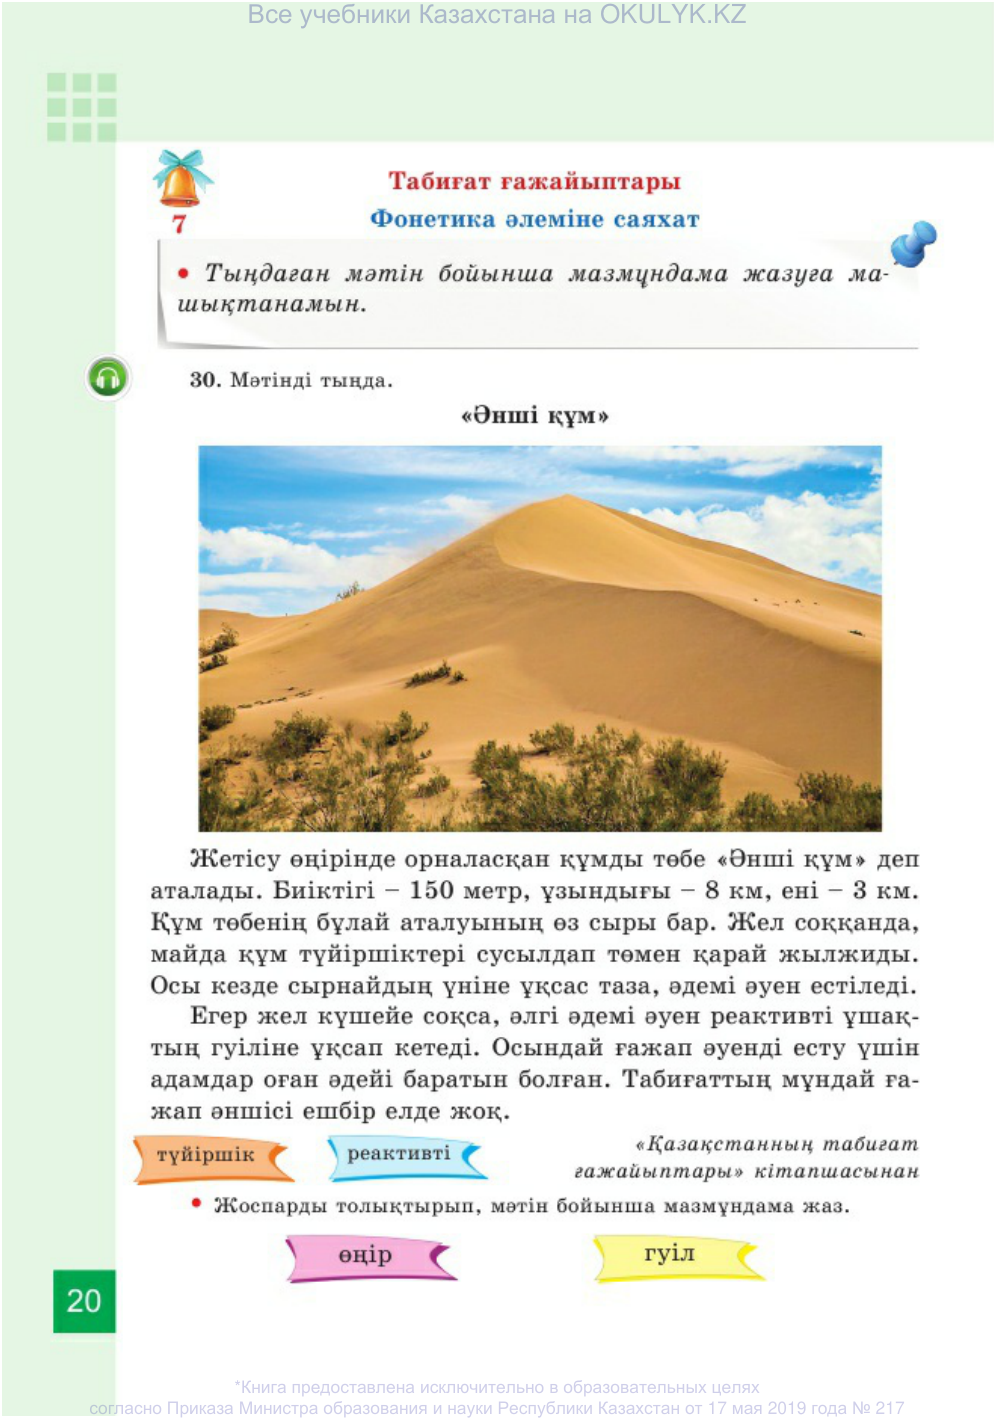 Все учебники Казахстана на OKULYK.KZ
Табиғат ғажайыптары
7
Фонетика әлеміне саяхат
• Тыңдаған мәтін бойынша мазмұндама жазуға ма-
шықтанамын.
30. Мәтінді тыңда.
«Әнші құм»
Жетісу өңірінде орналасқан құмды төбе «Әнші құм» деп
аталады. Биіктігі – 150 метр, ұзындығы – 8 км, ені – 3 км.
Құм төбенің бұлай аталуының өз сыры бар. Жел соққанда,
майда құм түйіршіктері сусылдап төмен қарай жылжиды.
Осы кезде сырнайдың үніне ұқсас таза, әдемі әуен естіледі.
Егер жел күшейе соқса, әлгі әдемі әуен реактивті ұшақ-
тың гуіліне ұқсап кетеді. Осындай ғажап әуенді есту үшін
адамдар оған әдейі баратын болған. Табиғаттың мұндай ға-
жап әншісі ешбір елде жоқ.
түйіршік
реактивті
«Қазақстанның табиғат
ғажайыптары» кітапшасынан
• Жоспарды толықтырып, мәтін бойынша мазмұндама жаз.
өңір
гуіл
20
*Книга предоставлена исключительно в образовательных целях
согласно Приказа Министра образования и науки Республики Казахстан от 17 мая 2019 года № 217